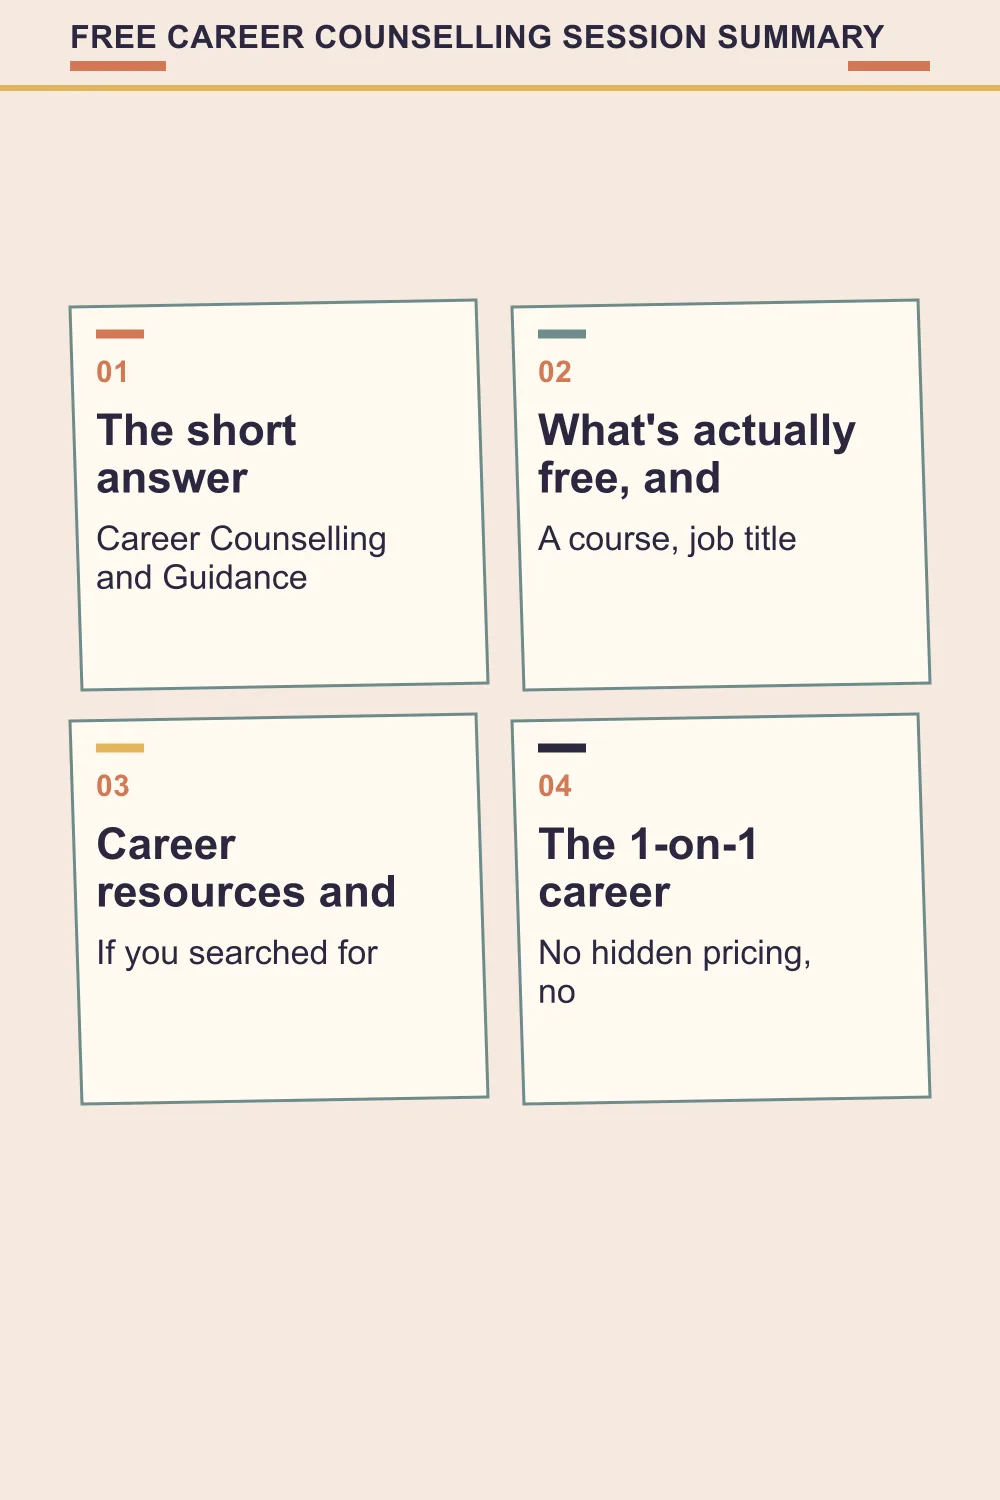 FREE CAREER COUNSELLING SESSION SUMMARY
01
The short
answer
Career Counselling
and Guidance
02
What's actually
free, and
A course, job title
03
Career
resources and
If you searched for
04
The 1-on-1
career
No hidden pricing,
no